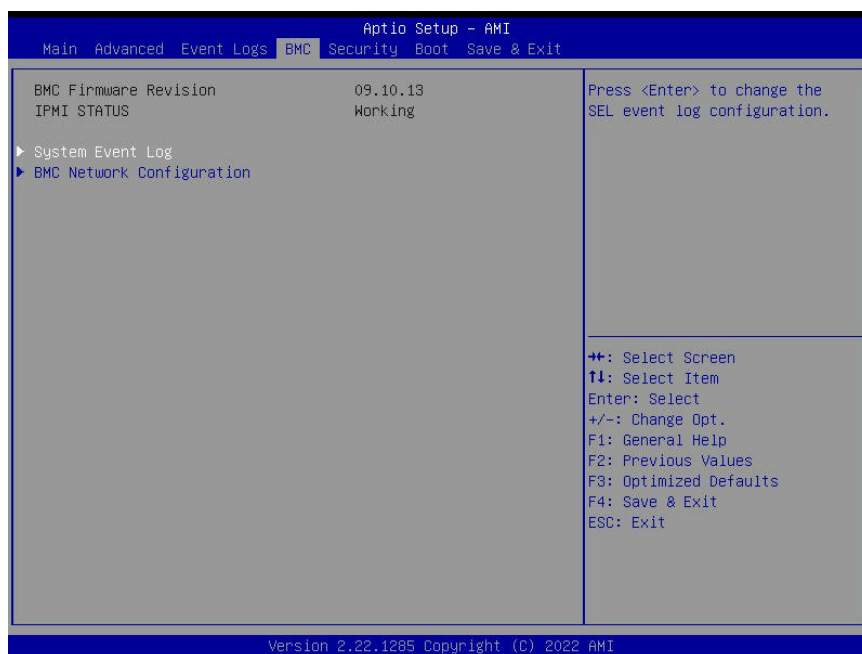 Aptio Setup – AMI
Main Advanced Event Logs BMC Security Boot Save & Exit
BMC Firmware Revision 09.10.13
IPMI STATUS Working
System Event Log
BMC Network Configuration
Press <Enter> to change the
SEL event log configuration.
→←: Select Screen
↑↓: Select Item
Enter: Select
+/-: Change Opt.
F1: General Help
F2: Previous Values
F3: Optimized Defaults
F4: Save & Exit
ESC: Exit
Version 2.22.1285 Copyright (C) 2022 AMI